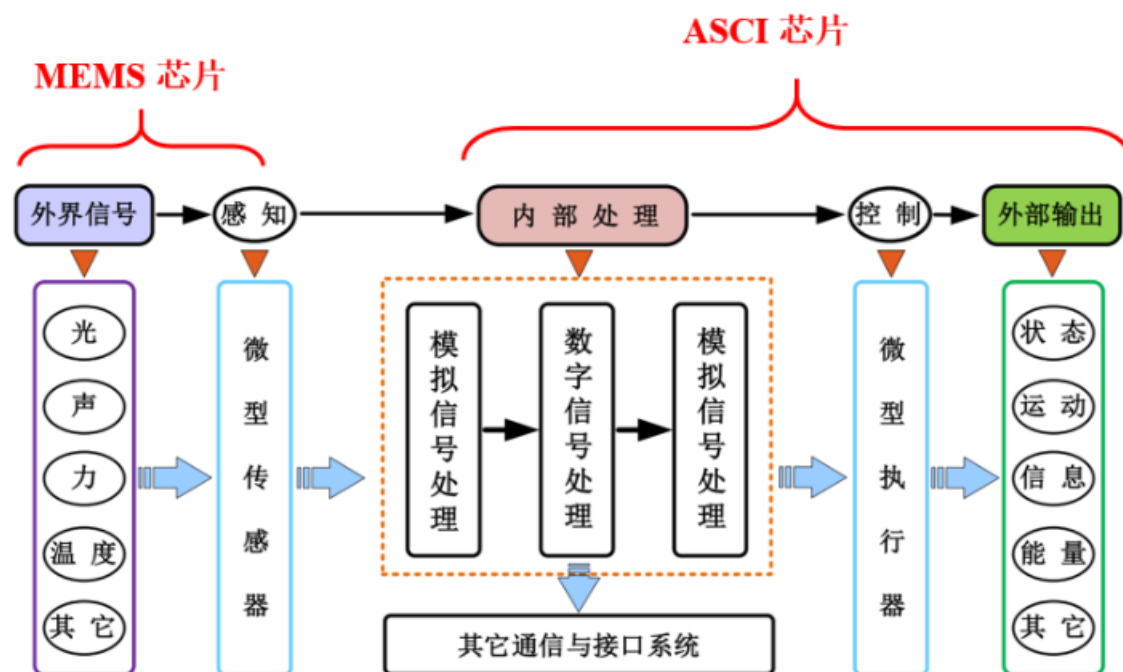 MEMS 芯片
ASCI 芯片
外界信号
感 知
内 部 处 理
控 制
外部输出
光
声
力
温 度
其 它
微型传感器
模拟信号处理
数字信号处理
模拟信号处理
其它通信与接口系统
微型执行器
状 态
运 动
信 息
能 量
其 它